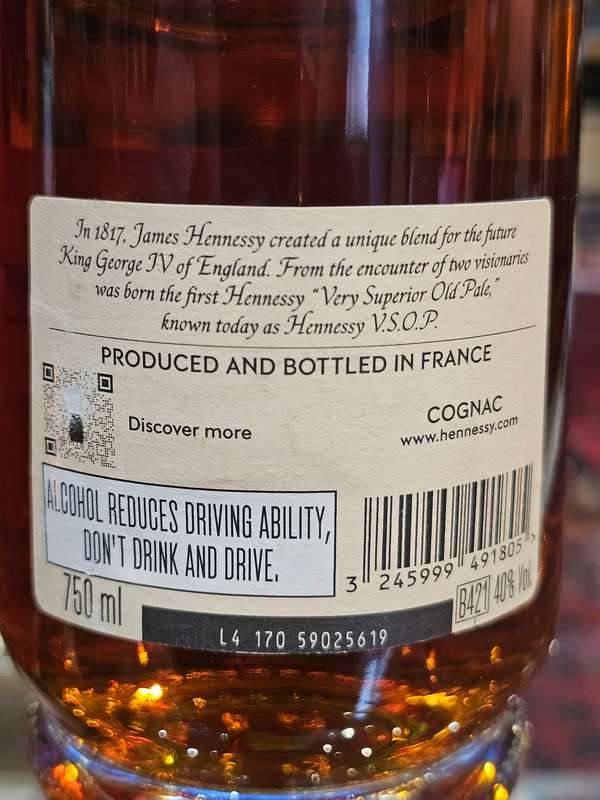 In 1817, James Hennessy created a unique blend for the future
King George IV of England. From the encounter of two visionaries
was born the first Hennessy “Very Superior Old Pale,”
known today as Hennessy V.S.O.P.
PRODUCED AND BOTTLED IN FRANCE
Discover more
COGNAC
www.hennessy.com
ALCOHOL REDUCES DRIVING ABILITY,
DON'T DRINK AND DRIVE.
3 245999 491805 >
750 ml
B421 40% Vol.
L4 170 59025619